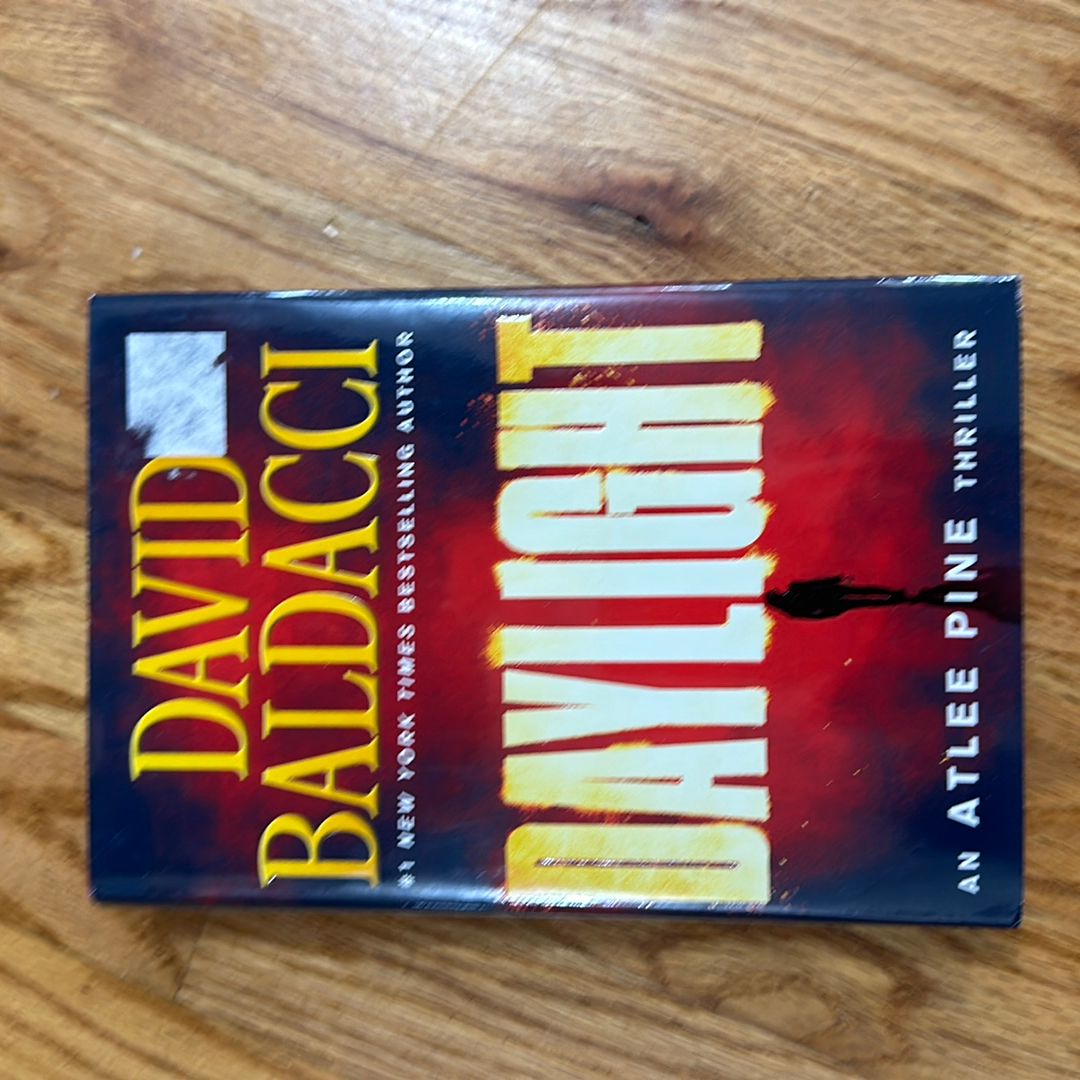 DAVID
BALDACCI
#1 NEW YORK TIMES BESTSELLING AUTHOR
DAYLIGHT
AN ATLEE PINE THRILLER